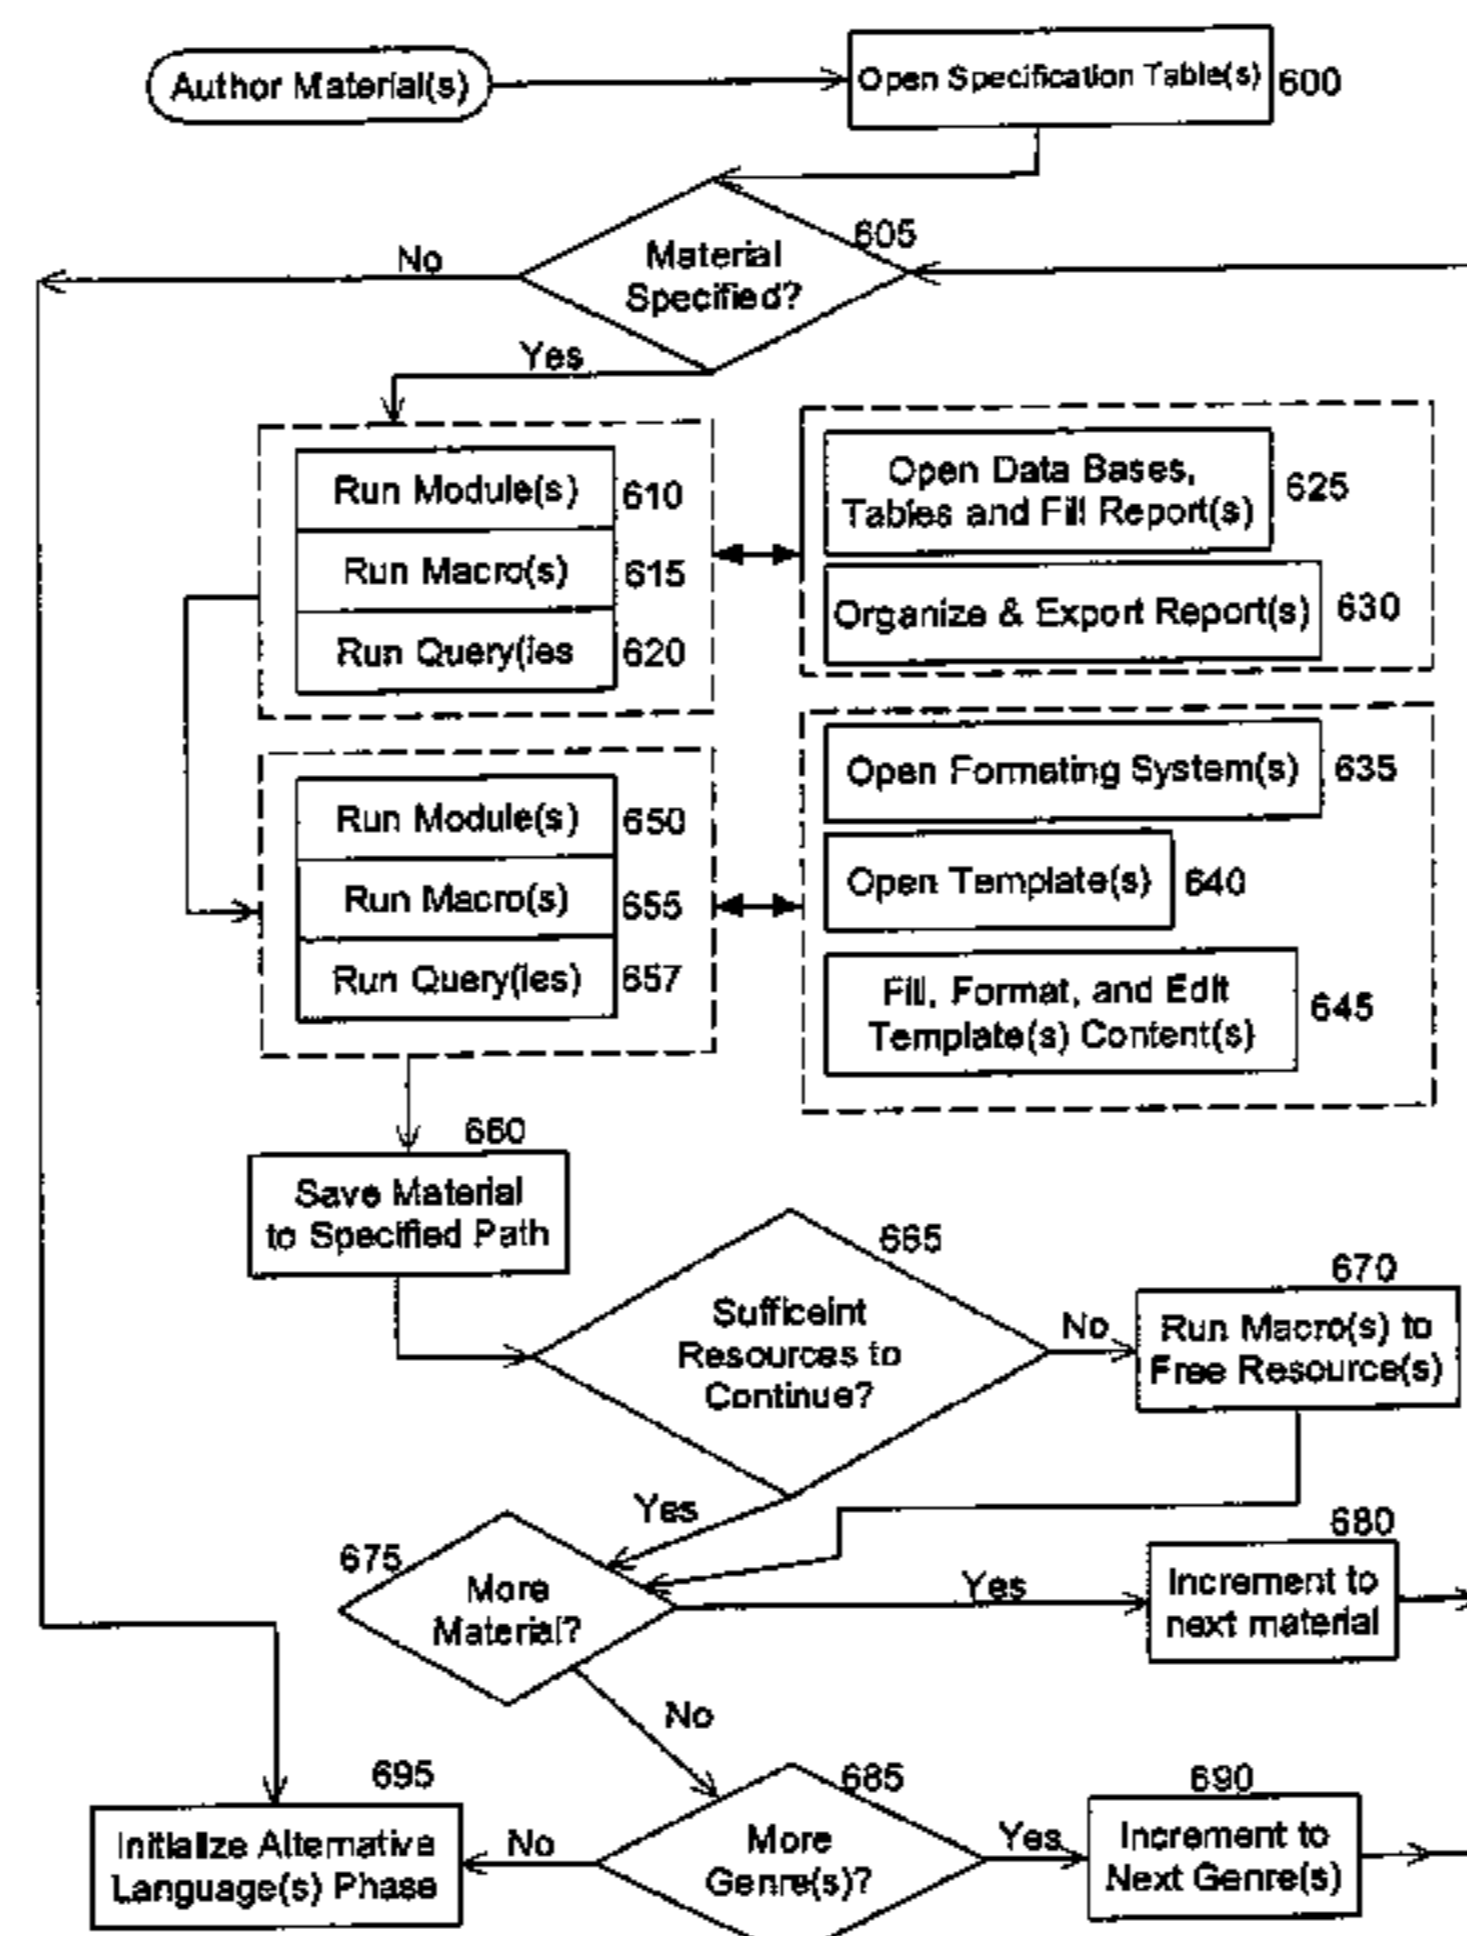 Author Material(s)
Open Specification Table(s)
600
605
Material
Specified?
No
Yes
Run Module(s)
610
Run Macro(s)
615
Run Query(ies
620
Open Data Bases,
Tables and Fill Report(s)
625
Organize & Export Report(s)
630
Open Formating System(s)
635
Open Template(s)
640
Fill, Format, and Edit
Template(s) Content(s)
645
Run Module(s)
650
Run Macro(s)
655
Run Query(ies)
657
660
Save Material
to Specified Path
665
Sufficeint
Resources to
Continue?
No
670
Run Macro(s) to
Free Resource(s)
Yes
675
More
Material?
Yes
680
Increment to
next material
No
685
More
Genre(s)?
Yes
690
Increment to
Next Genre(s)
No
695
Initialize Alternative
Language(s) Phase